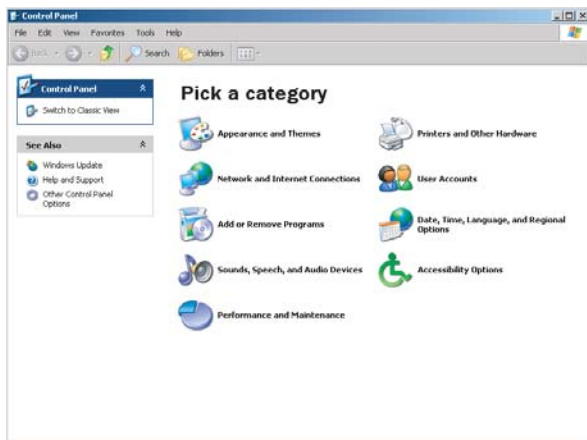 Control Panel
File Edit View Favorites Tools Help
Back Search Folders
Control Panel
Switch to Classic View
See Also
Windows Update
Help and Support
Other Control Panel
Options
Pick a category
Appearance and Themes
Printers and Other Hardware
Network and Internet Connections
User Accounts
Add or Remove Programs
Date, Time, Language, and Regional
Options
Sounds, Speech, and Audio Devices
Accessibility Options
Performance and Maintenance